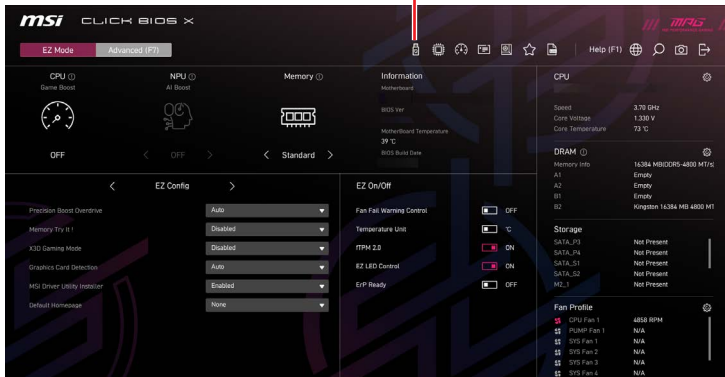 msi CLICK BIOS X
EZ Mode
Advanced (F7)
Help (F1)
CPU
Game Boost
OFF
NPU
AI Boost
OFF
Memory
Standard
Information
Motherboard
BIOS Ver
MotherBoard Temperature
39 °C
BIOS Build Date
EZ Config
Precision Boost Overdrive Auto
Memory Try It ! Disabled
X3D Gaming Mode Disabled
Graphics Card Detection Auto
MSI Driver Utility Installer Enabled
Default Homepage None
EZ On/Off
Fan Fail Warning Control OFF
Temperature Unit °C
fTPM 2.0 ON
EZ LED Control ON
ErP Ready OFF
CPU
Speed 3.70 GHz
Core Voltage 1.330 V
Core Temperature 73 °C
DRAM
Memory Info 16384 MB(DDR5-4800 MT/s)
A1 Empty
A2 Empty
B1 Empty
B2 Kingston 16384 MB 4800 MT
Storage
SATA_P3 Not Present
SATA_P4 Not Present
SATA_S1 Not Present
SATA_S2 Not Present
M2_1 Not Present
Fan Profile
CPU Fan 1 4858 RPM
PUMP Fan 1 N/A
SYS Fan 1 N/A
SYS Fan 2 N/A
SYS Fan 3 N/A
SYS Fan 4 N/A